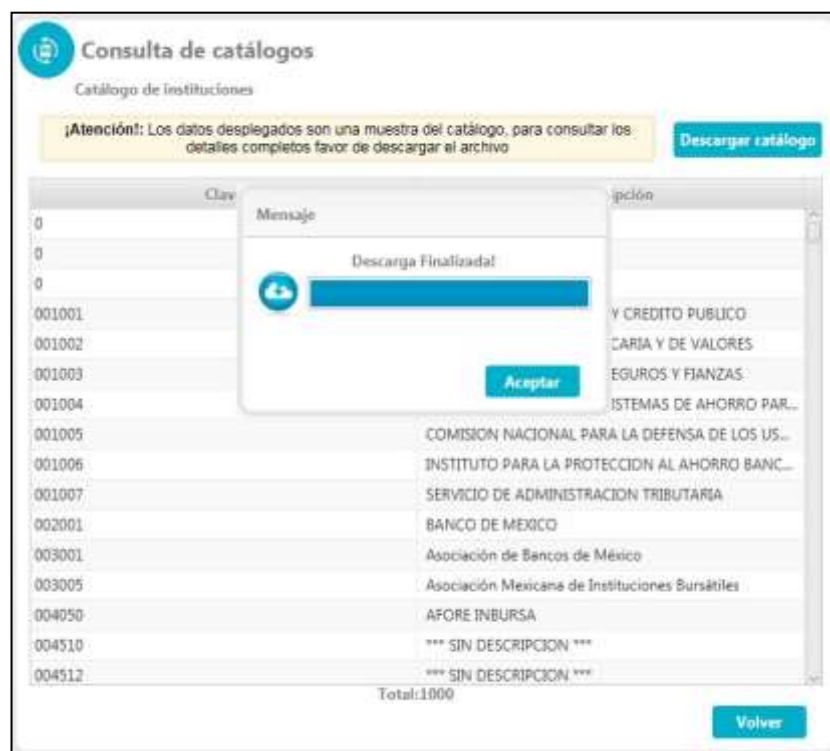 Consulta de catálogos
Catálogo de instituciones
¡Atención!: Los datos desplegados son una muestra del catálogo, para consultar los
detalles completos favor de descargar el archivo
Descargar catálogo
Clav ipción
Mensaje
Descarga Finalizada!
Aceptar
0
0
0
001001 Y CREDITO PUBLICO
001002 CARIA Y DE VALORES
001003 EGUROS Y FIANZAS
001004 ISTEMAS DE AHORRO PAR...
001005 COMISION NACIONAL PARA LA DEFENSA DE LOS US...
001006 INSTITUTO PARA LA PROTECCION AL AHORRO BANC...
001007 SERVICIO DE ADMINISTRACION TRIBUTARIA
002001 BANCO DE MEXICO
003001 Asociación de Bancos de México
003005 Asociación Mexicana de Instituciones Bursátiles
004050 AFORE INBURSA
004510 *** SIN DESCRIPCION ***
004512 *** SIN DESCRIPCION ***
Total:1000
Volver